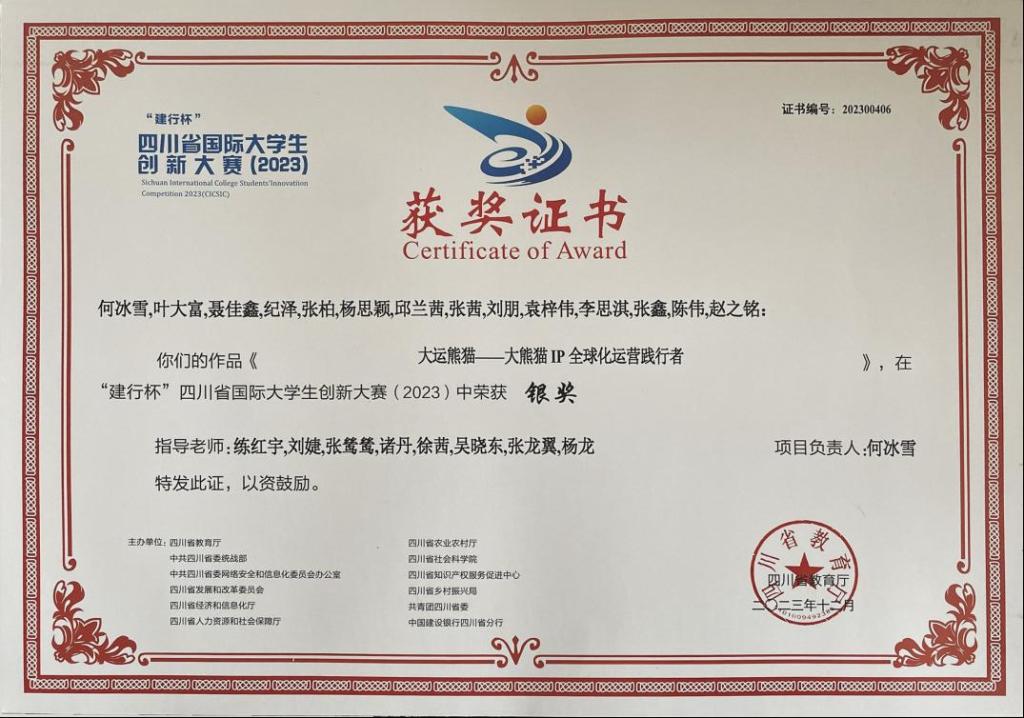 证书编号：202300406
“建行杯”
四川省国际大学生
创新大赛(2023)
Sichuan International College Students'Innovatition
Competition 2023(CICSIC)
获奖证书
Certificate of Award
何冰雪,叶大富,聂佳鑫,纪泽,张柏,杨思颖,邱兰茜,张茜,刘朋,袁梓伟,李思淇,张鑫,陈伟,赵之铭:
你们的作品《 大运熊猫——大熊猫 IP 全球化运营践行者 》，在
“建行杯”四川省国际大学生创新大赛（2023）中荣获 银奖
指导老师:练红宇,刘婕,张鸶鸶,诸丹,徐茜,吴晓东,张龙翼,杨龙 项目负责人:何冰雪
特发此证，以资鼓励。
主办单位：四川省教育厅
中共四川省委统战部
中共四川省委网络安全和信息化委员会办公室
四川省发展和改革委员会
四川省经济和信息化厅
四川省人力资源和社会保障厅
四川省农业农村厅
四川省社会科学院
四川省知识产权服务促进中心
四川省乡村振兴局
共青团四川省委
中国建设银行四川省分行
四川省教育厅
四川省教育厅
二〇二三年十二月